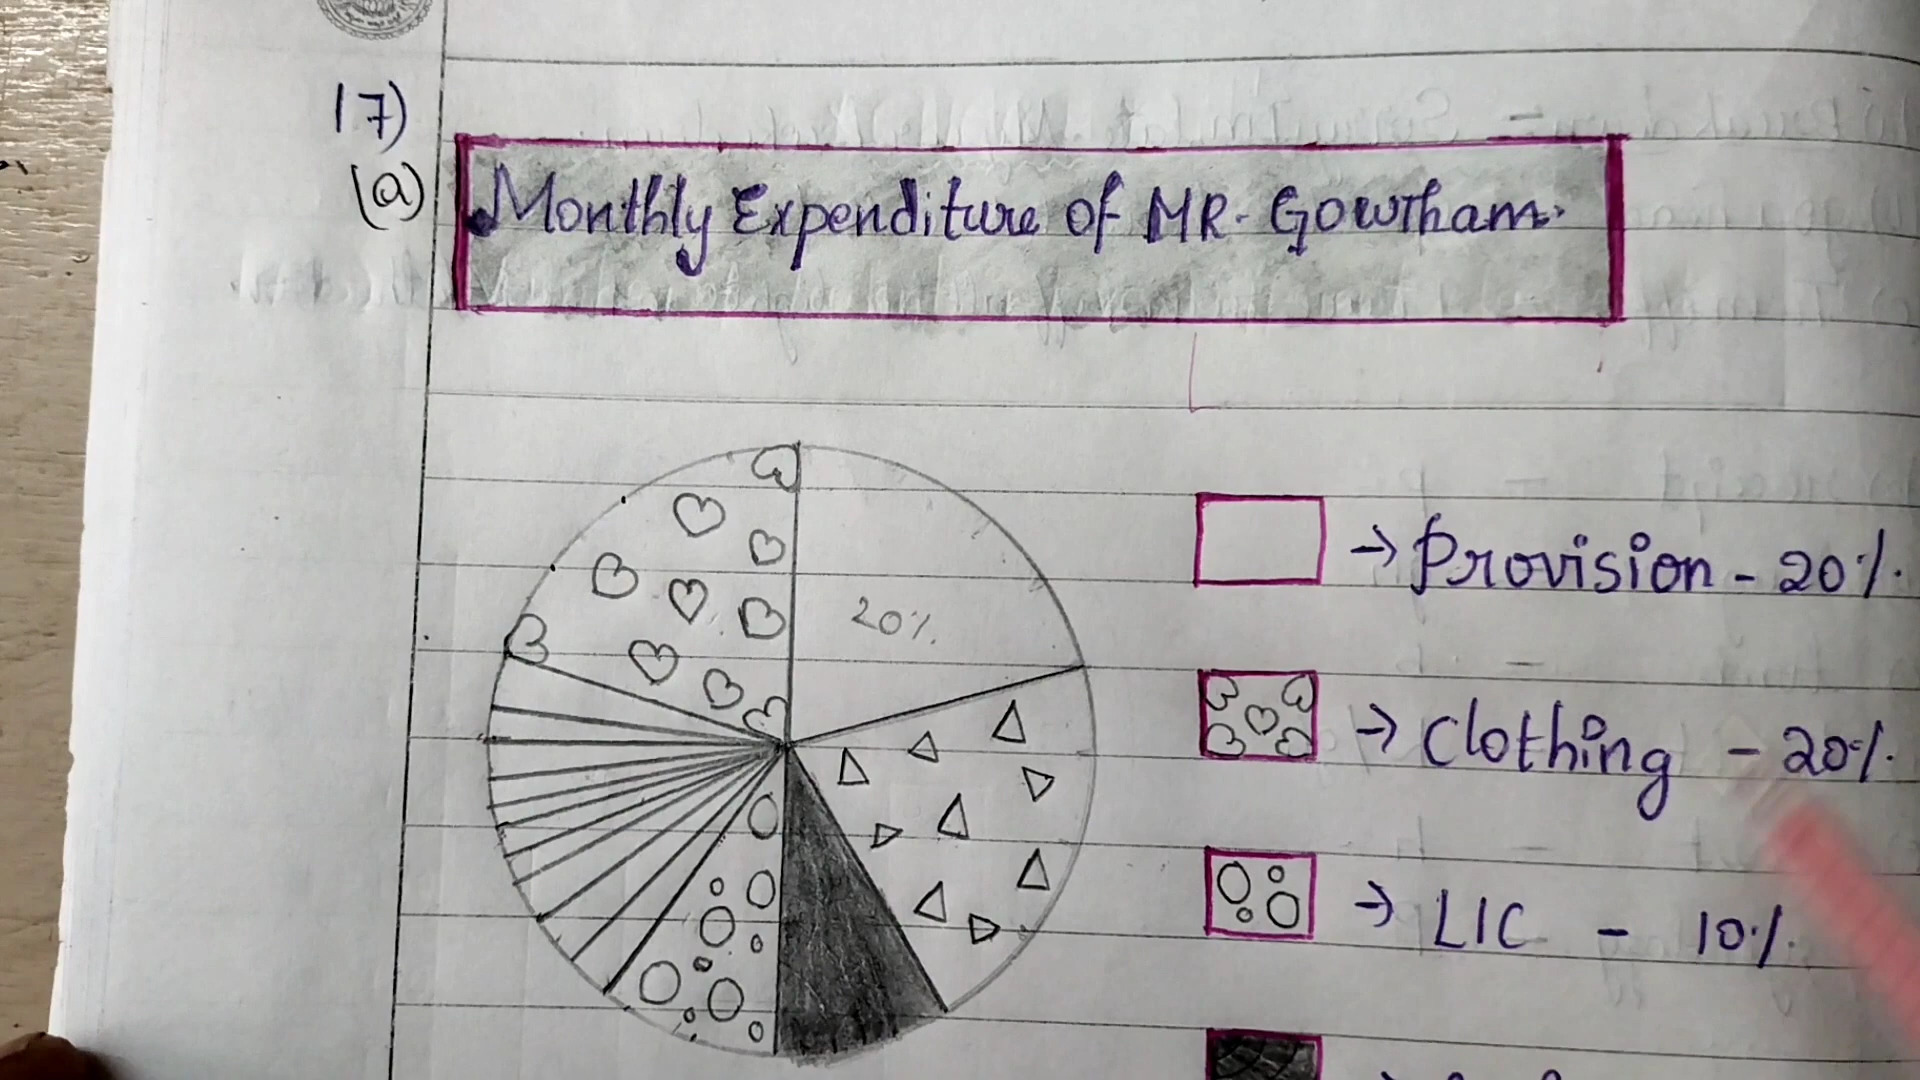 17)
(a)
Monthly Expenditure of MR. Gowtham.
20%.
→ Provision - 20%.
→ Clothing - 20%.
→ LIC - 10%.